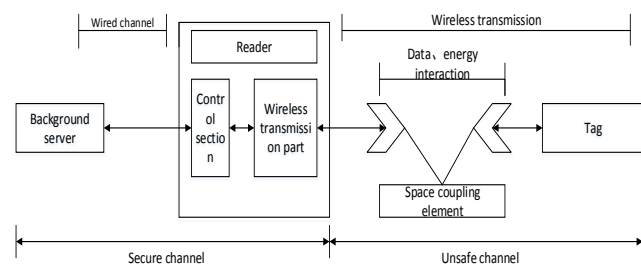 Wired channel
Wireless transmission
Reader
Data、energy
interaction
Background
server
Contr
ol
sectio
n
Wireless
transmissi
on part
Tag
Space coupling
element
Secure channel
Unsafe channel